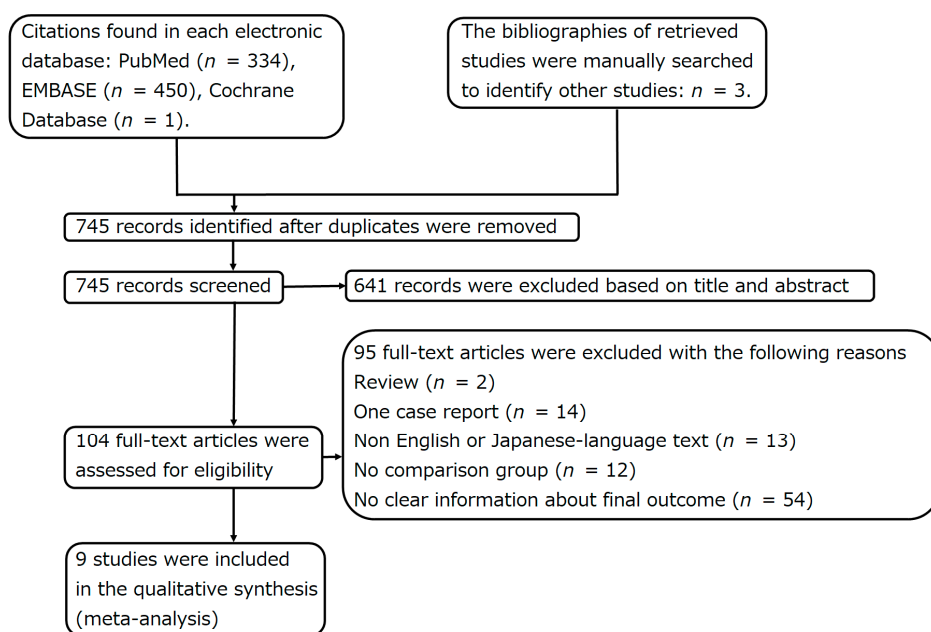 Citations found in each electronic
database: PubMed (n = 334),
EMBASE (n = 450), Cochrane
Database (n = 1).
The bibliographies of retrieved
studies were manually searched
to identify other studies: n = 3.
745 records identified after duplicates were removed
745 records screened
641 records were excluded based on title and abstract
95 full-text articles were excluded with the following reasons
Review (n = 2)
One case report (n = 14)
Non English or Japanese-language text (n = 13)
No comparison group (n = 12)
No clear information about final outcome (n = 54)
104 full-text articles were
assessed for eligibility
9 studies were included
in the qualitative synthesis
(meta-analysis)